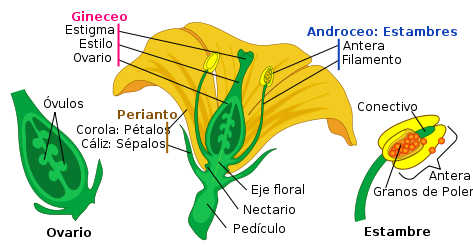 Gineceo
Estigma
Estilo
Ovario
Androceo: Estambres
Antera
Filamento
Óvulos
Perianto
Corola: Pétalos
Cáliz: Sépalos
Conectivo
Eje floral
Nectario
Pedículo
Antera
Granos de Polen
Ovario
Estambre